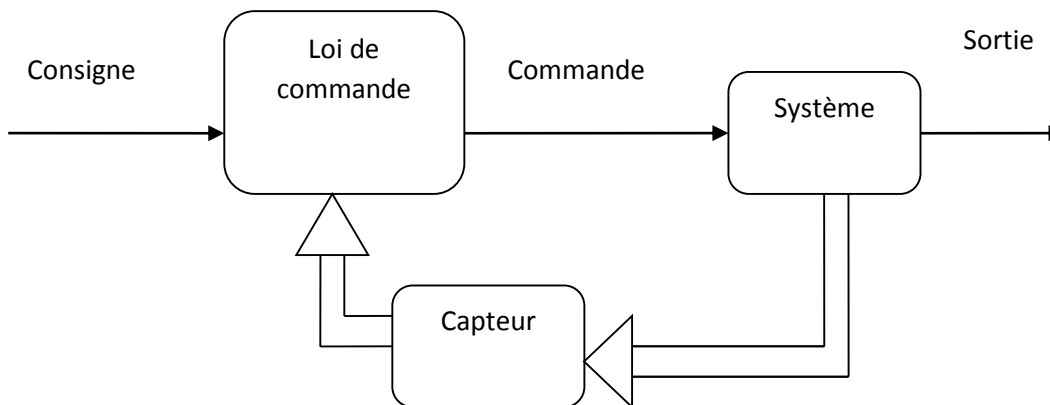 Consigne
Loi de
commande
Commande
Système
Sortie
Capteur